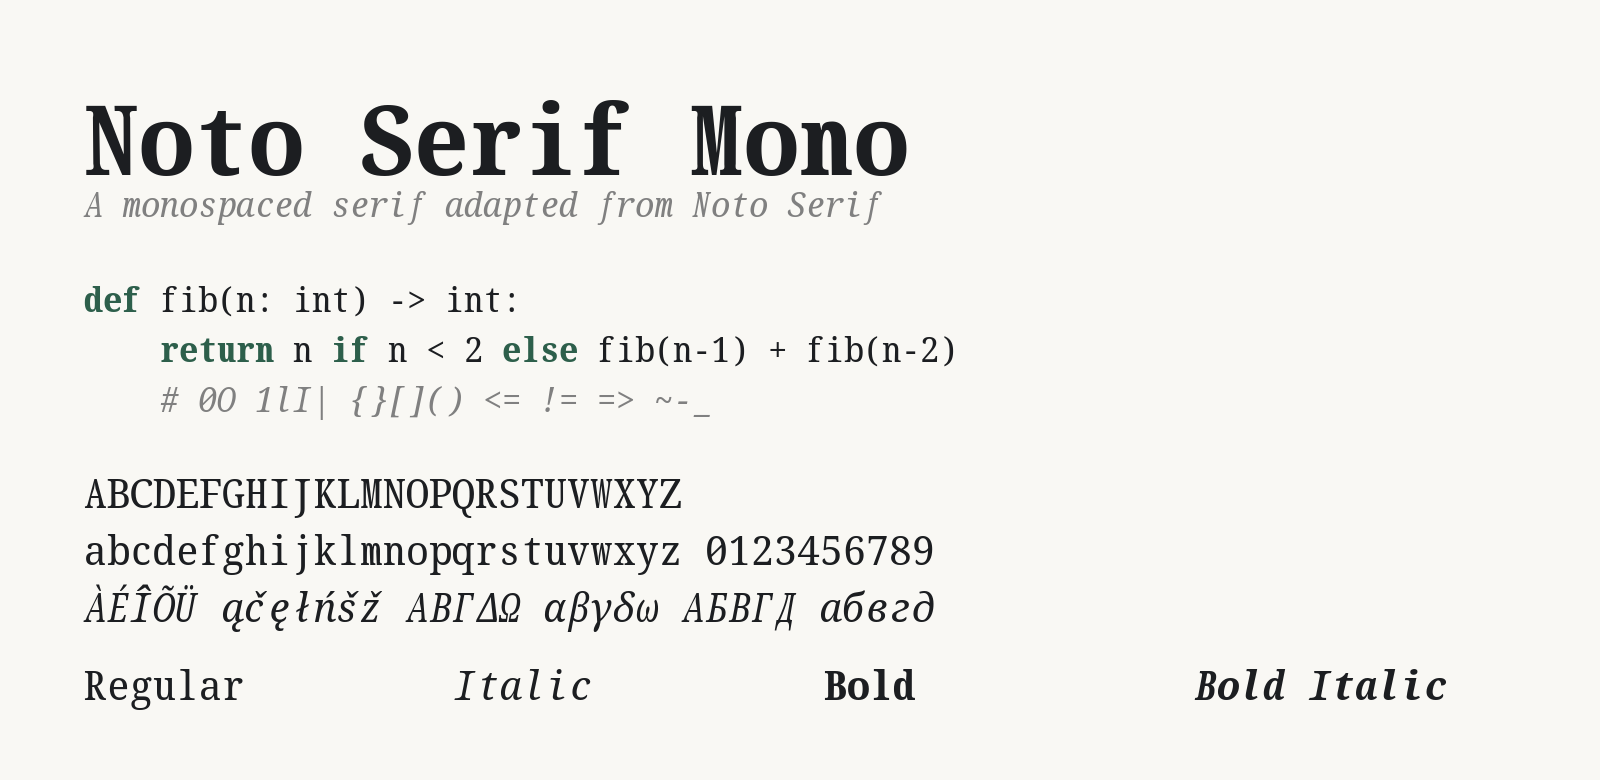 Noto Serif Mono
A monospaced serif adapted from Noto Serif
def fib(n: int) -> int:
    return n if n < 2 else fib(n-1) + fib(n-2)
    # 0O 1lI| {}[]() <= != => ~-_
ABCDEFGHIJKLMNOPQRSTUVWXYZ
abcdefghijklmnopqrstuvwxyz 0123456789
ÀÉÎÕÜ ąčęłńšž ΑΒΓΔΩ αβγδω АБВГД абвгд
Regular Italic Bold Bold Italic